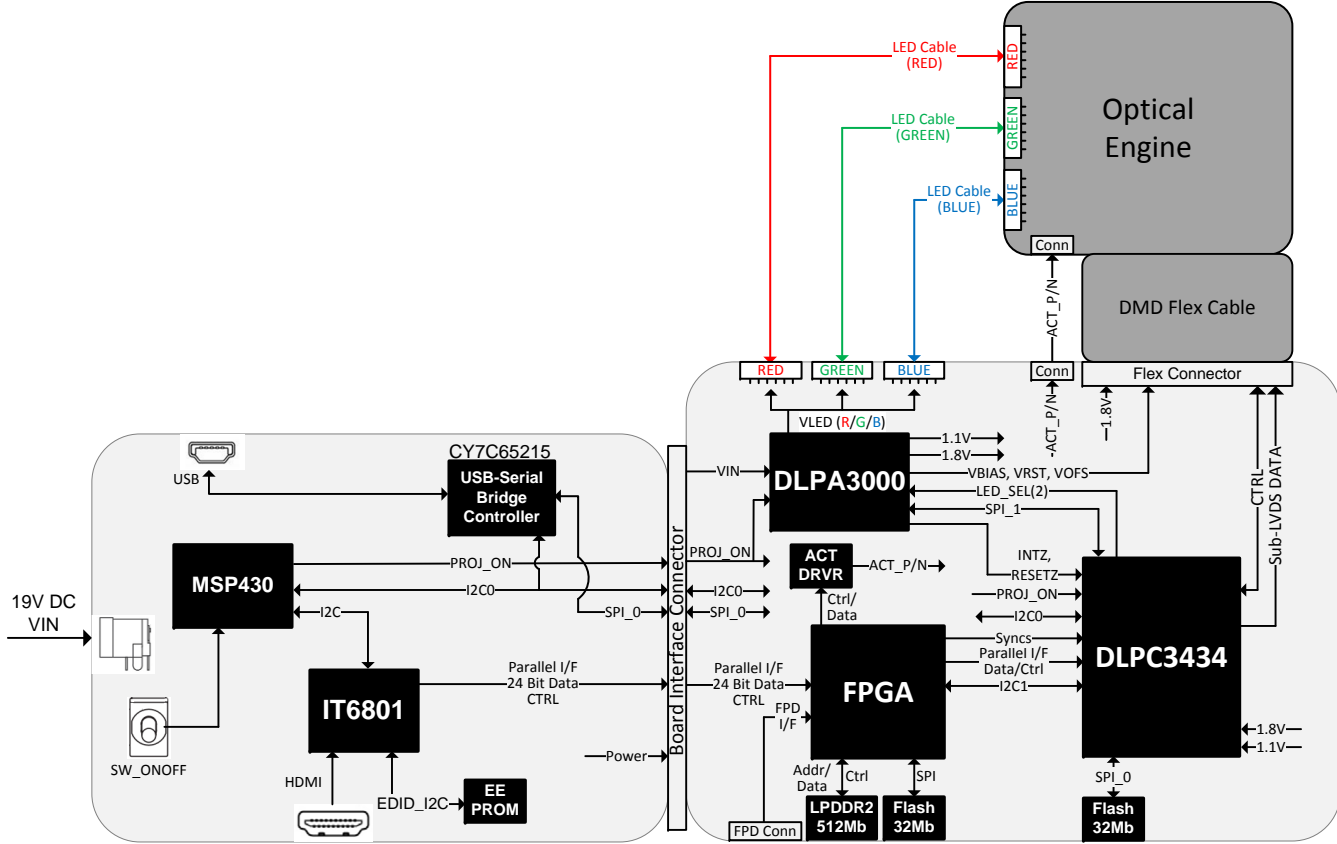 LED Cable
(RED)
RED
Optical
Engine
LED Cable
(GREEN)
GREEN
LED Cable
(BLUE)
BLUE
Conn
ACT_P/N
DMD Flex Cable
RED
GREEN
BLUE
Conn
Flex Connector
ACT_P/N
1.8V
VLED (R/G/B)
CTRL
Sub-LVDS DATA
USB
CY7C65215
USB-Serial
Bridge
Controller
Board Interface Connector
VIN
DLPA3000
1.1V
1.8V
VBIAS, VRST, VOFS
LED_SEL(2)
SPI_1
MSP430
PROJ_ON
I2C0
SPI_0
I2C
PROJ_ON
I2C0
SPI_0
ACT
DRVR
ACT_P/N
Ctrl/
Data
INTZ,
RESETZ
PROJ_ON
I2C0
Syncs
Parallel I/F
Data/Ctrl
I2C1
DLPC3434
19V DC
VIN
SW_ONOFF
IT6801
Parallel I/F
24 Bit Data
CTRL
Parallel I/F
24 Bit Data
CTRL
FPD
I/F
FPGA
1.8V
1.1V
Power
HDMI
EDID_I2C
EE
PROM
Addr/
Data
Ctrl
SPI
SPI_0
FPD Conn
LPDDR2
512Mb
Flash
32Mb
Flash
32Mb